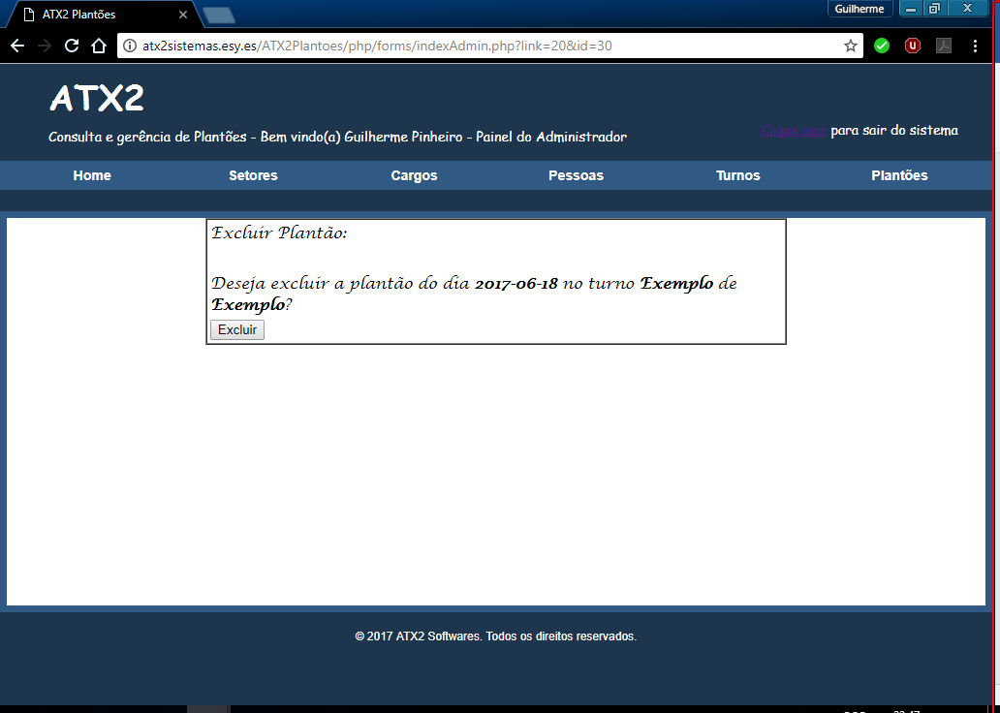 ATX2 Plantões
Guilherme
atx2sistemas.esy.es/ATX2Plantoes/php/forms/indexAdmin.php?link=20&id=30
ATX2
Consulta e gerência de Plantões - Bem vindo(a) Guilherme Pinheiro - Painel do Administrador
Clique aqui para sair do sistema
Home Setores Cargos Pessoas Turnos Plantões
Excluir Plantão:
Deseja excluir a plantão do dia 2017-06-18 no turno Exemplo de
Exemplo?
Excluir
© 2017 ATX2 Softwares. Todos os direitos reservados.